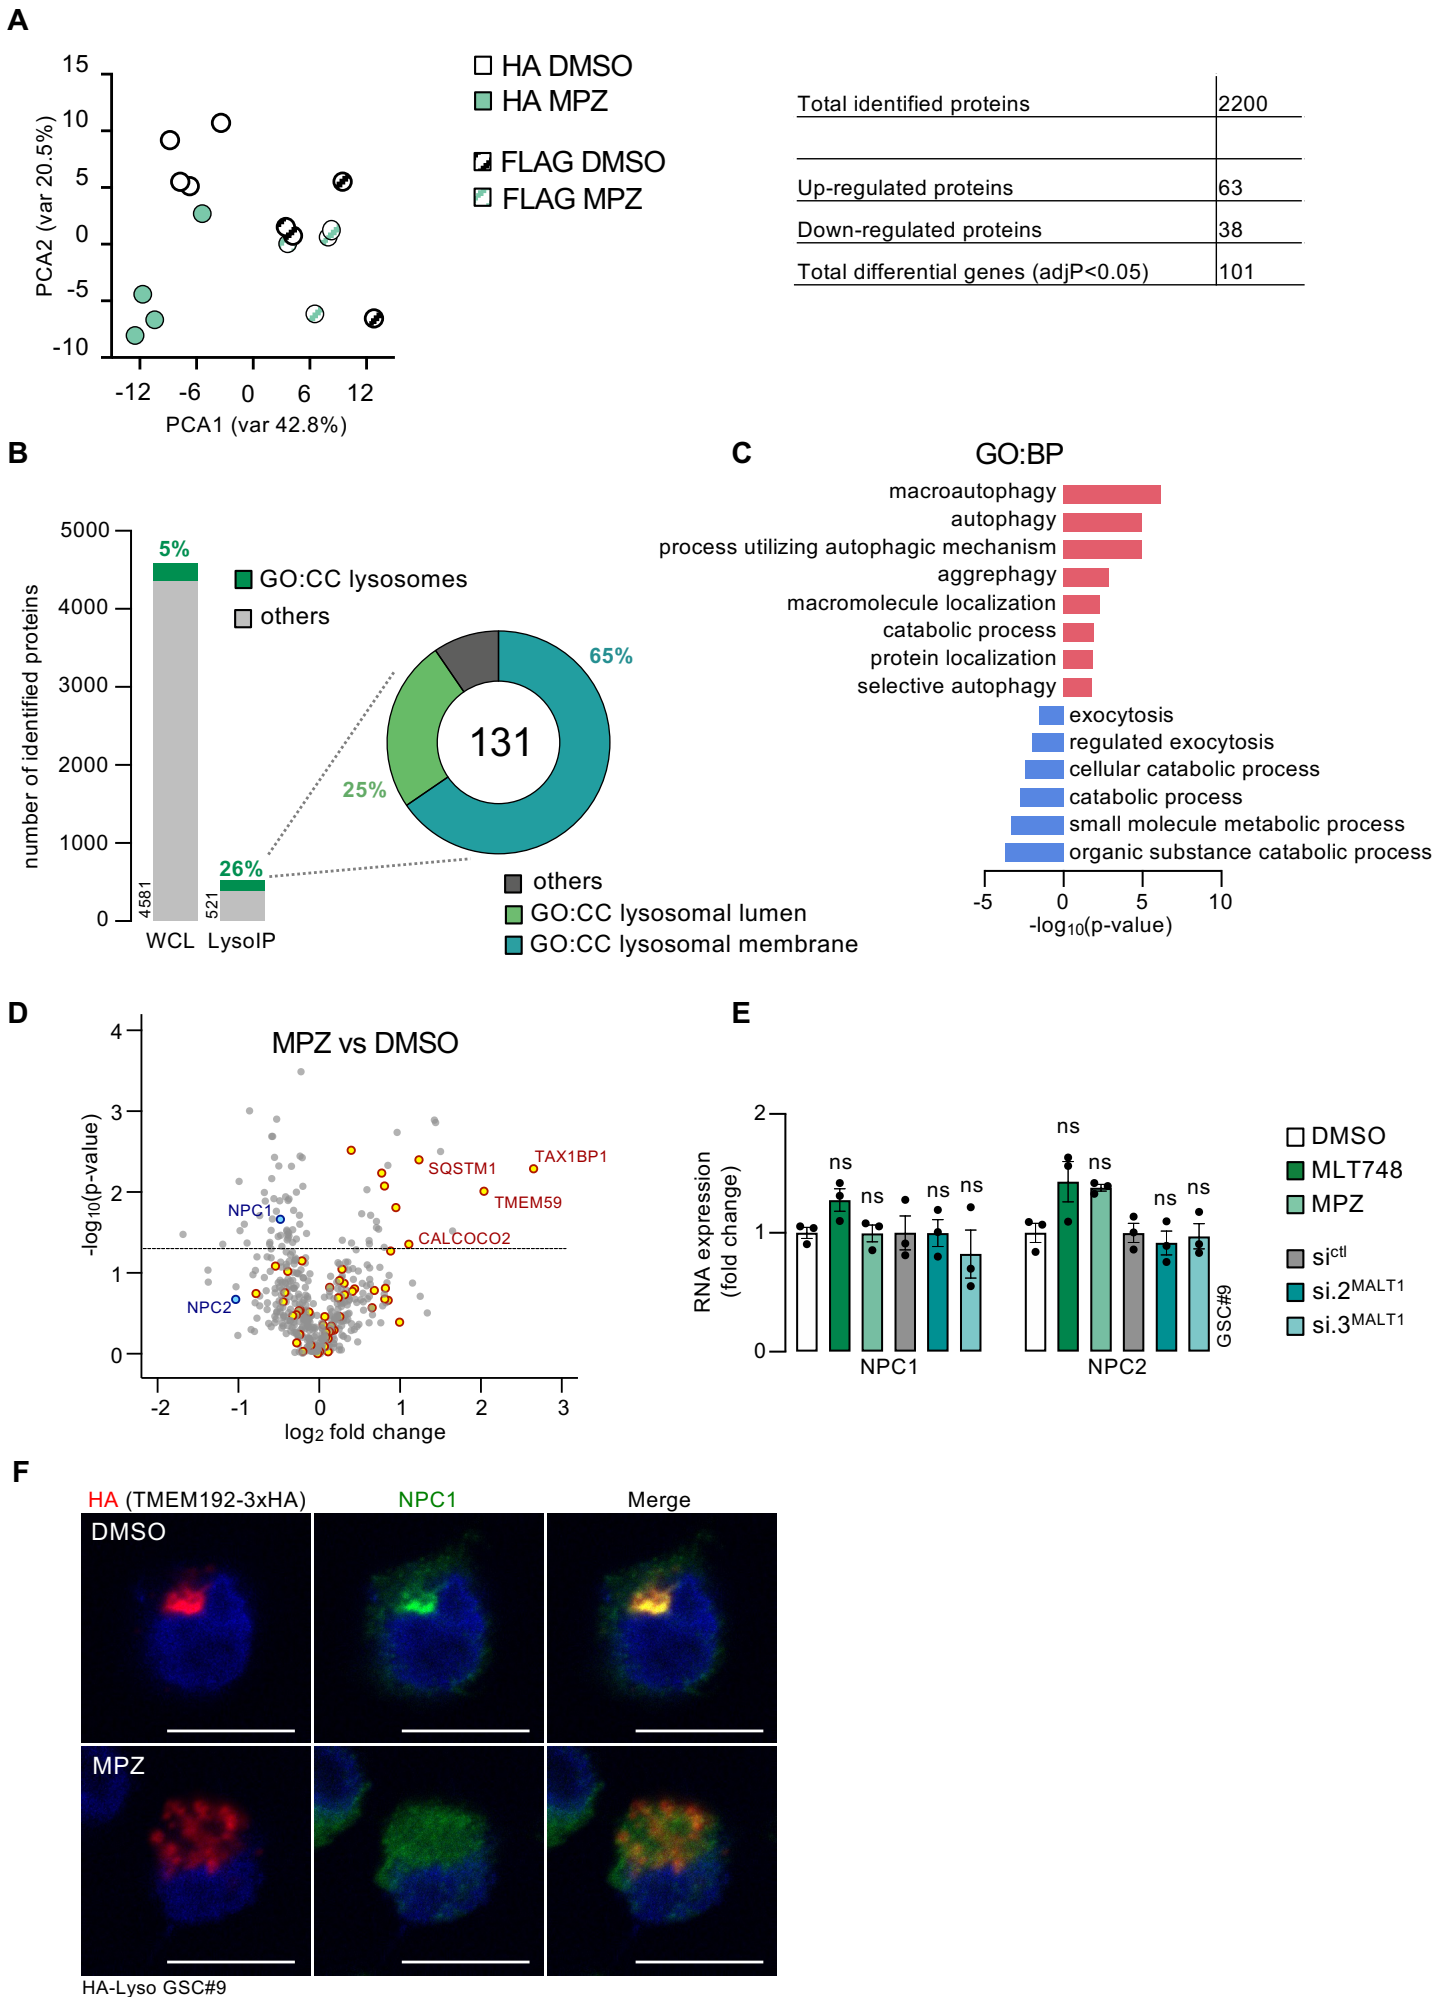 A
15
10
5
0
-5
-10
PCA2 (var 20.5%)
-12 -6 0 6 12
PCA1 (var 42.8%)
HA DMSO
HA MPZ
FLAG DMSO
FLAG MPZ
Total identified proteins 2200
Up-regulated proteins 63
Down-regulated proteins 38
Total differential genes (adjP<0.05) 101
B
number of identified proteins
5000
4000
3000
2000
1000
0
5%
26%
4581
521
WCL LysoIP
GO:CC lysosomes
others
131
65%
25%
others
GO:CC lysosomal lumen
GO:CC lysosomal membrane
C
GO:BP
macroautophagy
autophagy
process utilizing autophagic mechanism
aggrephagy
macromolecule localization
catabolic process
protein localization
selective autophagy
exocytosis
regulated exocytosis
cellular catabolic process
catabolic process
small molecule metabolic process
organic substance catabolic process
-5 0 5 10
-log10(p-value)
D
MPZ vs DMSO
-log10(p-value)
4
3
2
1
0
TAX1BP1
SQSTM1
TMEM59
NPC1
CALCOCO2
NPC2
-2 -1 0 1 2 3
log2 fold change
E
RNA expression
(fold change)
2
1
0
ns ns ns ns
ns ns ns ns
NPC1 NPC2
GSC#9
DMSO
MLT748
MPZ
sictl
si.2MALT1
si.3MALT1
F
HA (TMEM192-3xHA) NPC1 Merge
DMSO
MPZ
HA-Lyso GSC#9